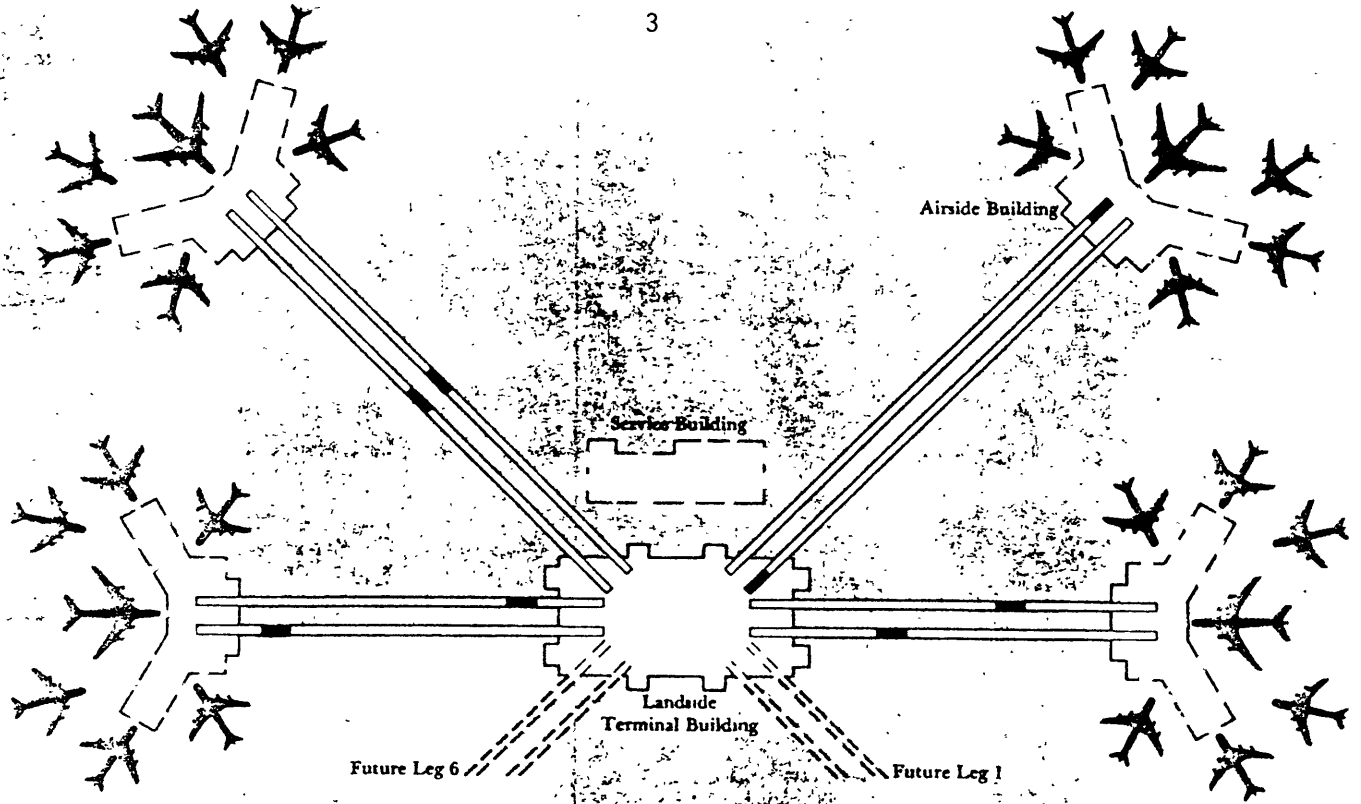 3
Airside Building
Service Building
Landside
Terminal Building
Future Leg 6
Future Leg 1